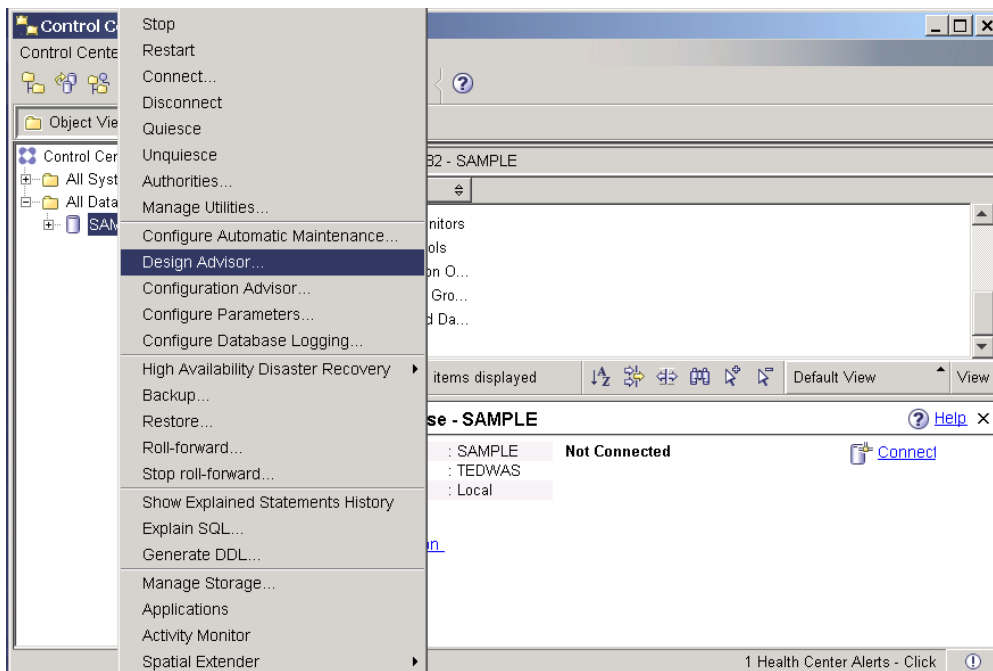 Control C
Control Cente
Object Vie
Control Cer
All Syst
All Data
SAM
Stop
Restart
Connect...
Disconnect
Quiesce
Unquiesce
Authorities...
Manage Utilities...
Configure Automatic Maintenance...
Design Advisor...
Configuration Advisor...
Configure Parameters...
Configure Database Logging...
High Availability Disaster Recovery
Backup...
Restore...
Roll-forward...
Stop roll-forward...
Show Explained Statements History
Explain SQL...
Generate DDL...
Manage Storage...
Applications
Activity Monitor
Spatial Extender
B2 - SAMPLE
nitors
ols
on O...
Gro...
d Da...
items displayed
Default View
View
se - SAMPLE
Help
: SAMPLE
Not Connected
Connect
: TEDWAS
: Local
on
1 Health Center Alerts - Click